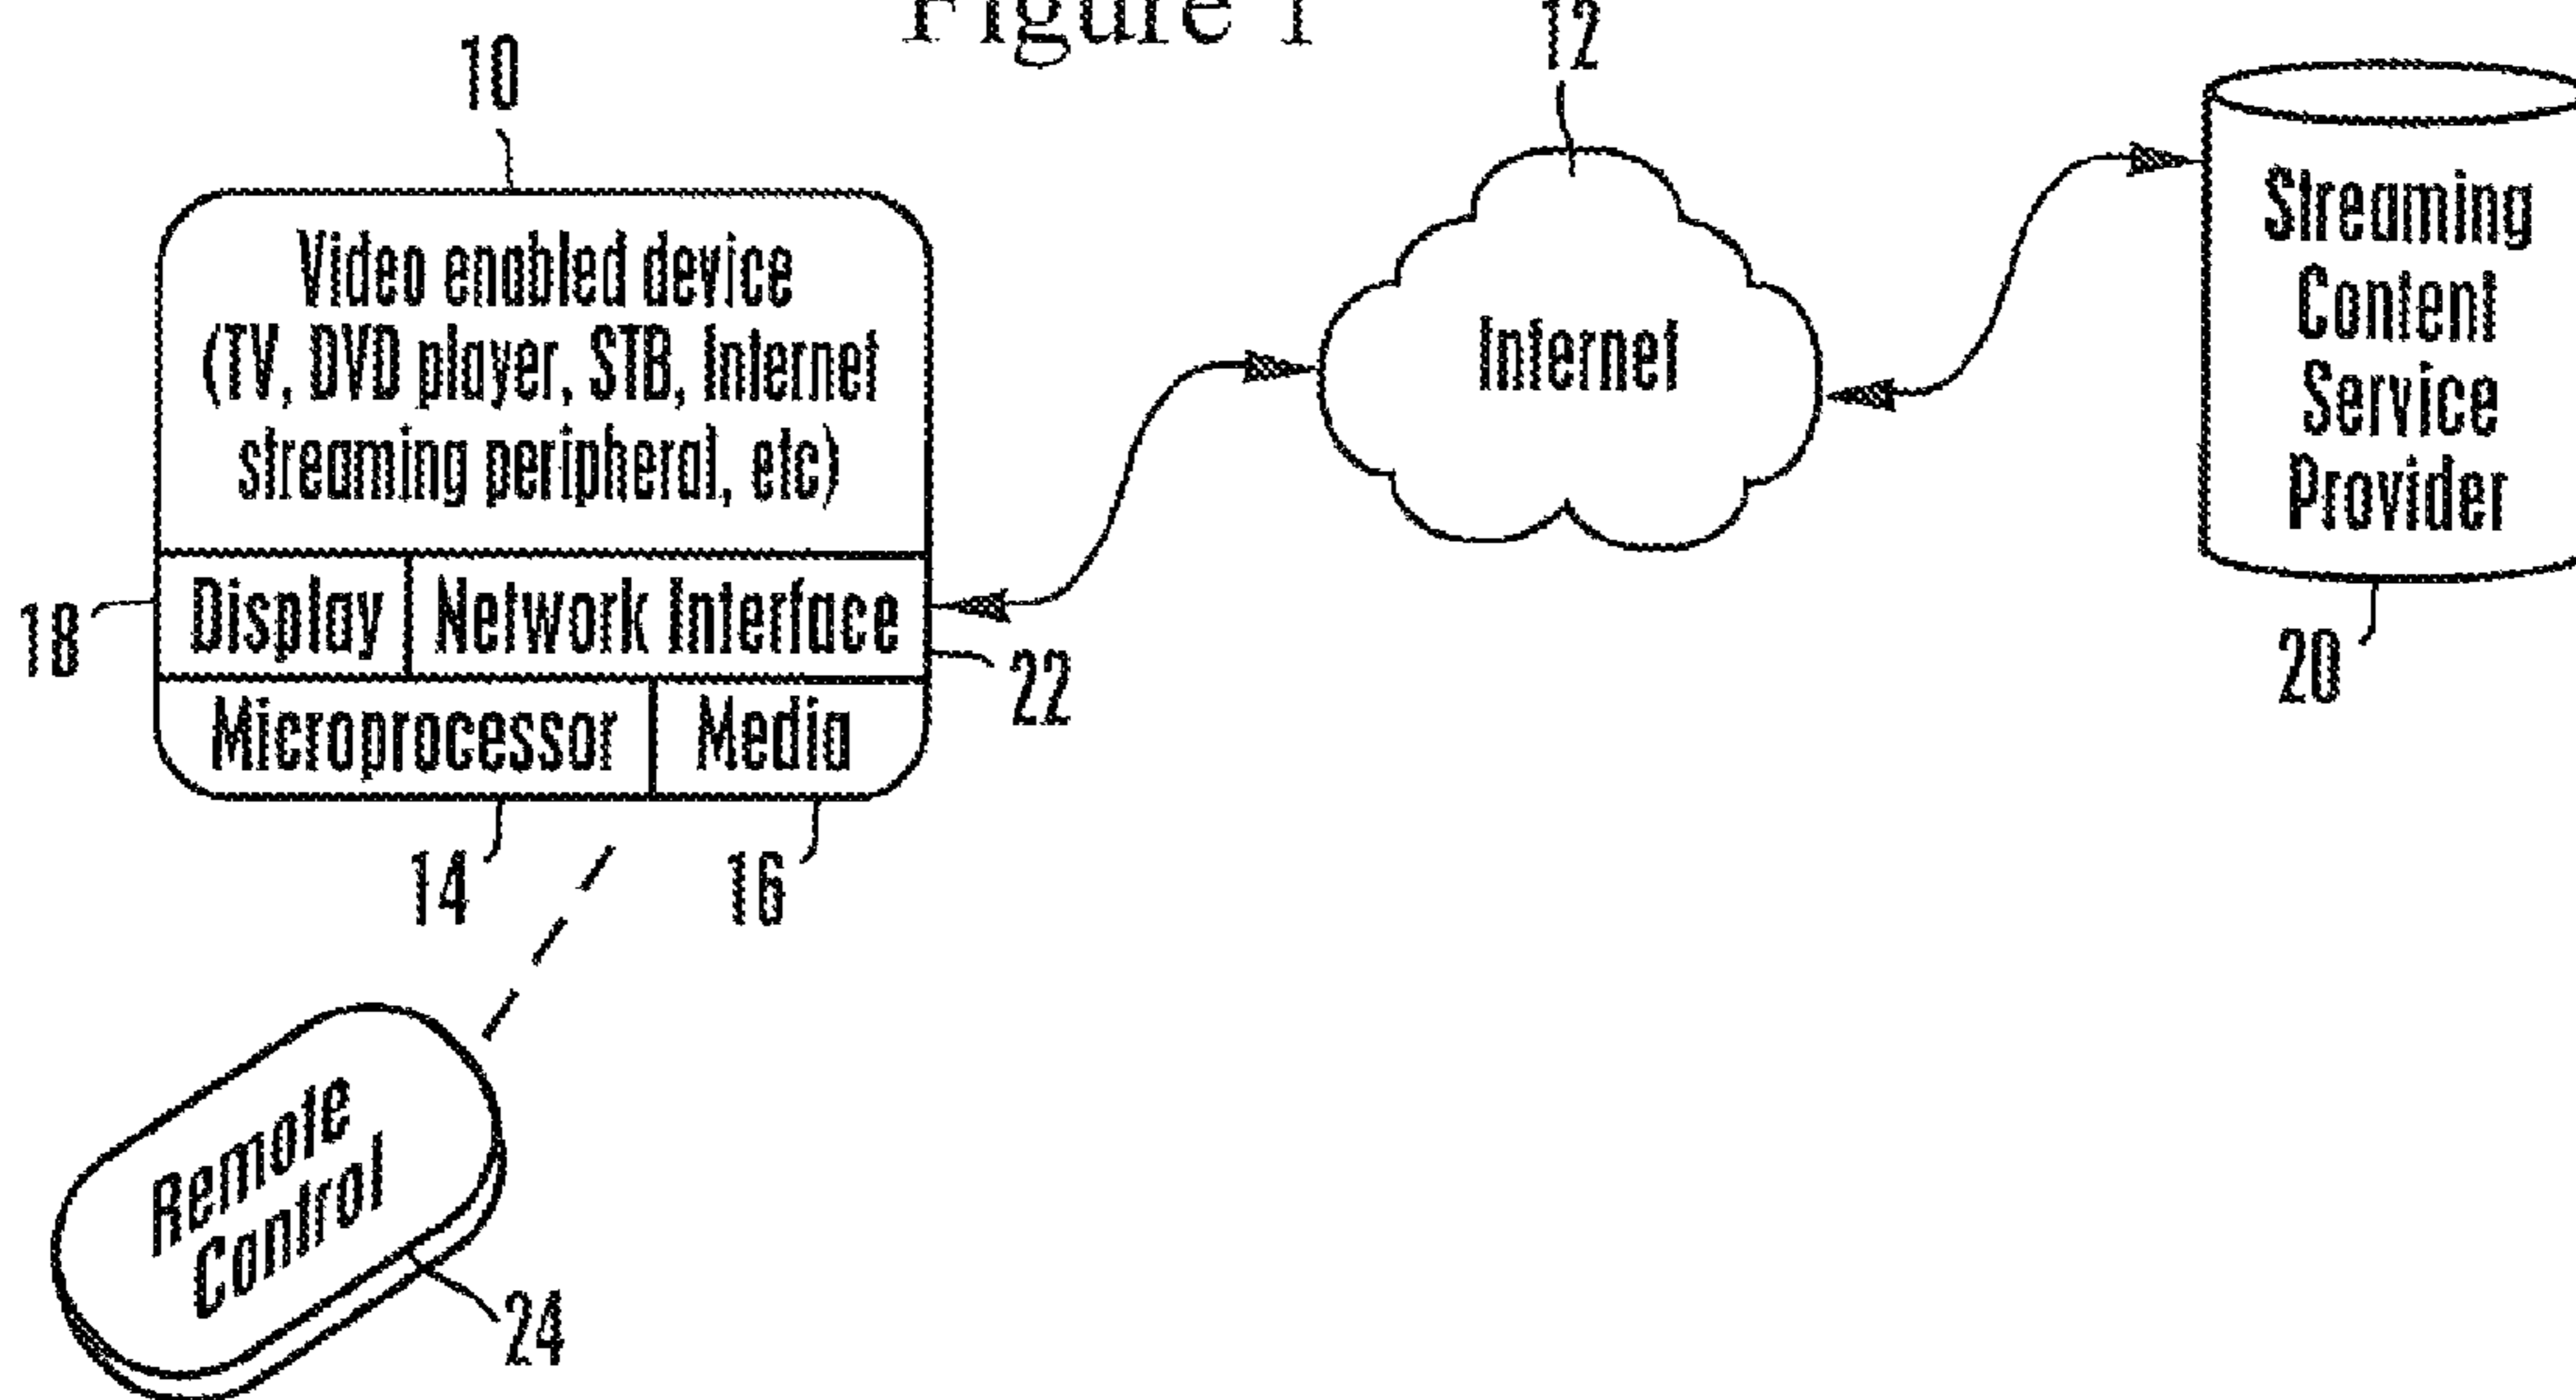 Figure 1
12
10
Video enabled device
(TV, DVD player, STB, Internet
streaming peripheral, etc)
Display
Network Interface
Microprocessor
Media
18
22
14
16
Internet
Streaming
Content
Service
Provider
20
Remote
Control
24